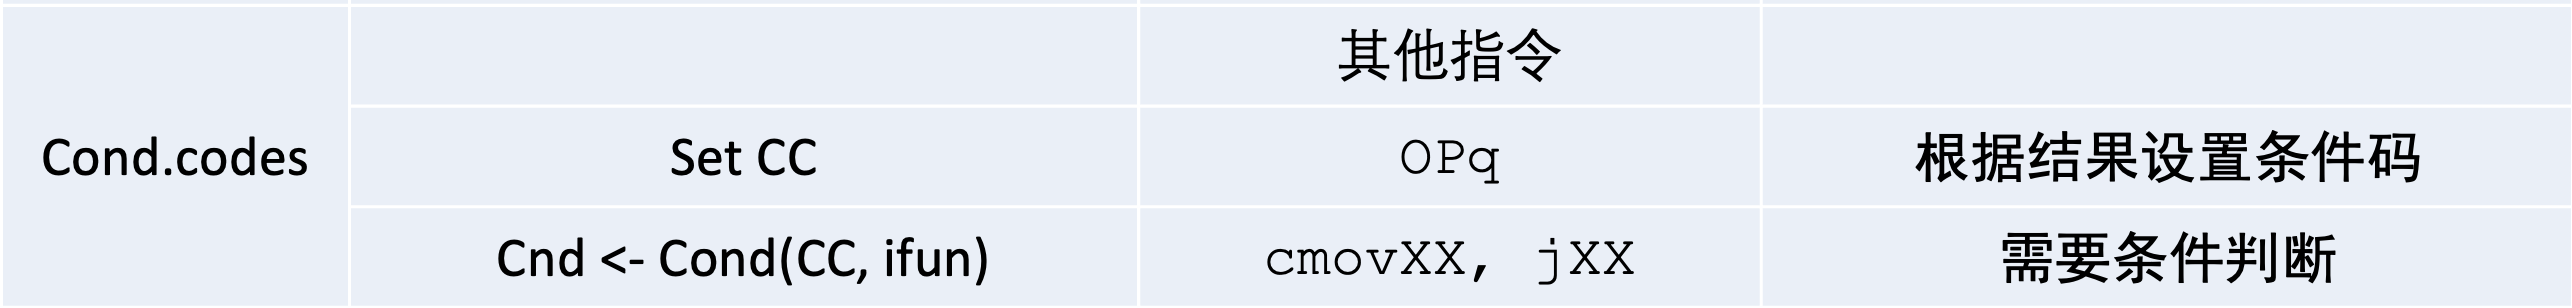 其他指令
Cond.codes
Set CC
OPq
根据结果设置条件码
Cnd <- Cond(CC, ifun)
cmovXX, jXX
需要条件判断